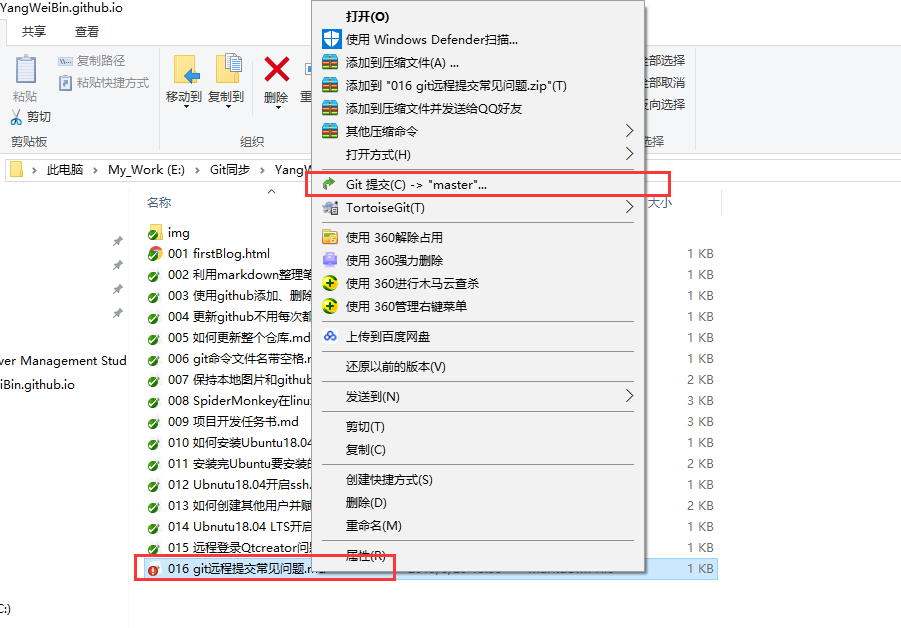 YangWeiBin.github.io
共享 查看
粘贴
复制路径
粘贴快捷方式
剪切
剪贴板
移动到 复制到 删除
组织
全部选择
全部取消
反向选择
选择
此电脑 › My_Work (E:) › Git同步 ›
名称
大小
img
001 firstBlog.html 1 KB
002 利用markdown整理笔 1 KB
003 使用github添加、删除 1 KB
004 更新github不用每次都 1 KB
005 如何更新整个仓库.md 1 KB
006 git命令文件名带空格. 1 KB
007 保持本地图片和github 2 KB
008 SpiderMonkey在linu 3 KB
009 项目开发任务书.md 3 KB
010 如何安装Ubuntu18.04 1 KB
011 安装完Ubuntu要安装的 2 KB
012 Ubnutu18.04开启ssh. 1 KB
013 如何创建其他用户并赋 2 KB
014 Ubnutu18.04 LTS开启 1 KB
015 远程登录Qtcreator问 1 KB
016 git远程提交常见问题. 1 KB
ver Management Stud
iBin.github.io
C:)
打开(O)
使用 Windows Defender扫描...
添加到压缩文件(A) ...
添加到 "016 git远程提交常见问题.zip"(T)
添加到压缩文件并发送给QQ好友
其他压缩命令
打开方式(H)
Git 提交(C) -> "master"...
TortoiseGit(T)
使用 360解除占用
使用 360强力删除
使用 360进行木马云查杀
使用 360管理右键菜单
上传到百度网盘
还原以前的版本(V)
发送到(N)
剪切(T)
复制(C)
创建快捷方式(S)
删除(D)
重命名(M)
属性(R)